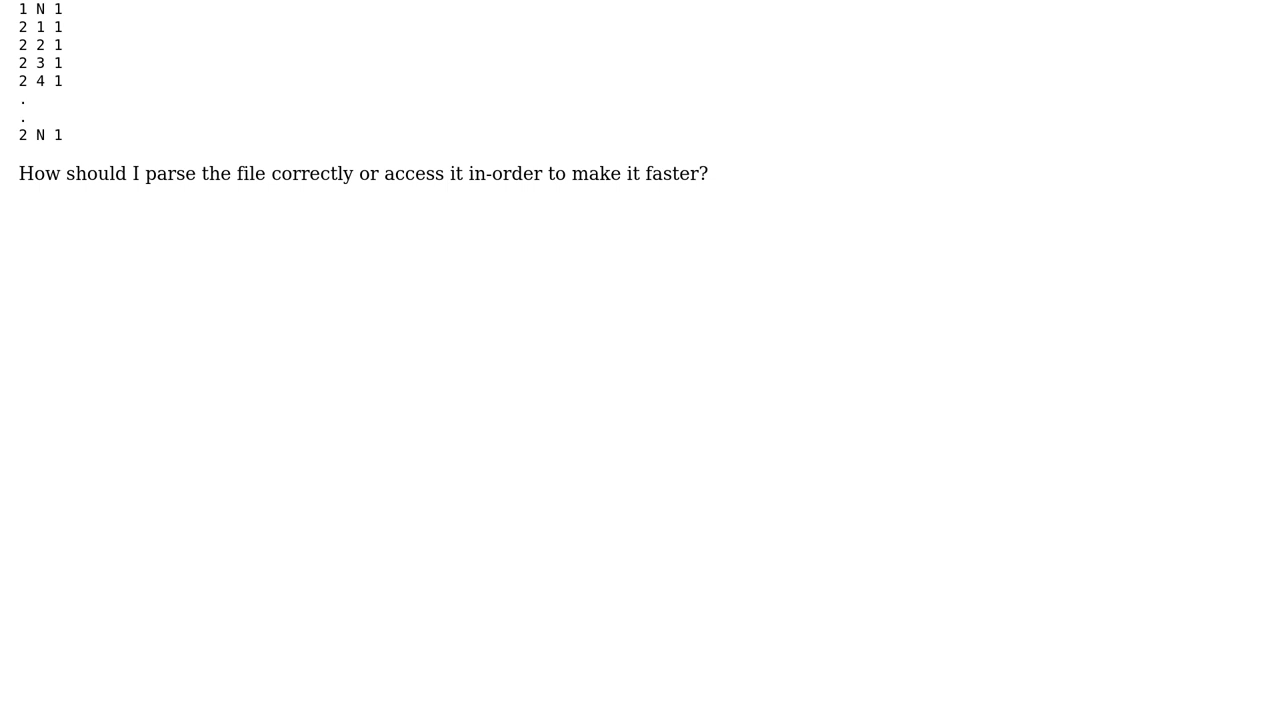 1 N 1
2 1 1
2 2 1
2 3 1
2 4 1
.
.
2 N 1
How should I parse the file correctly or access it in-order to make it faster?